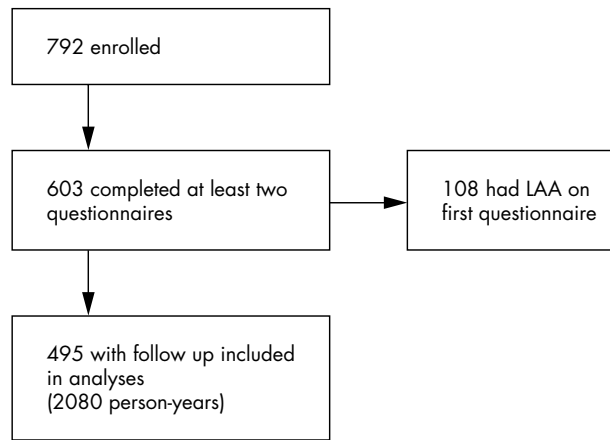 792 enrolled
603 completed at least two
questionnaires
108 had LAA on
first questionnaire
495 with follow up included
in analyses
(2080 person-years)